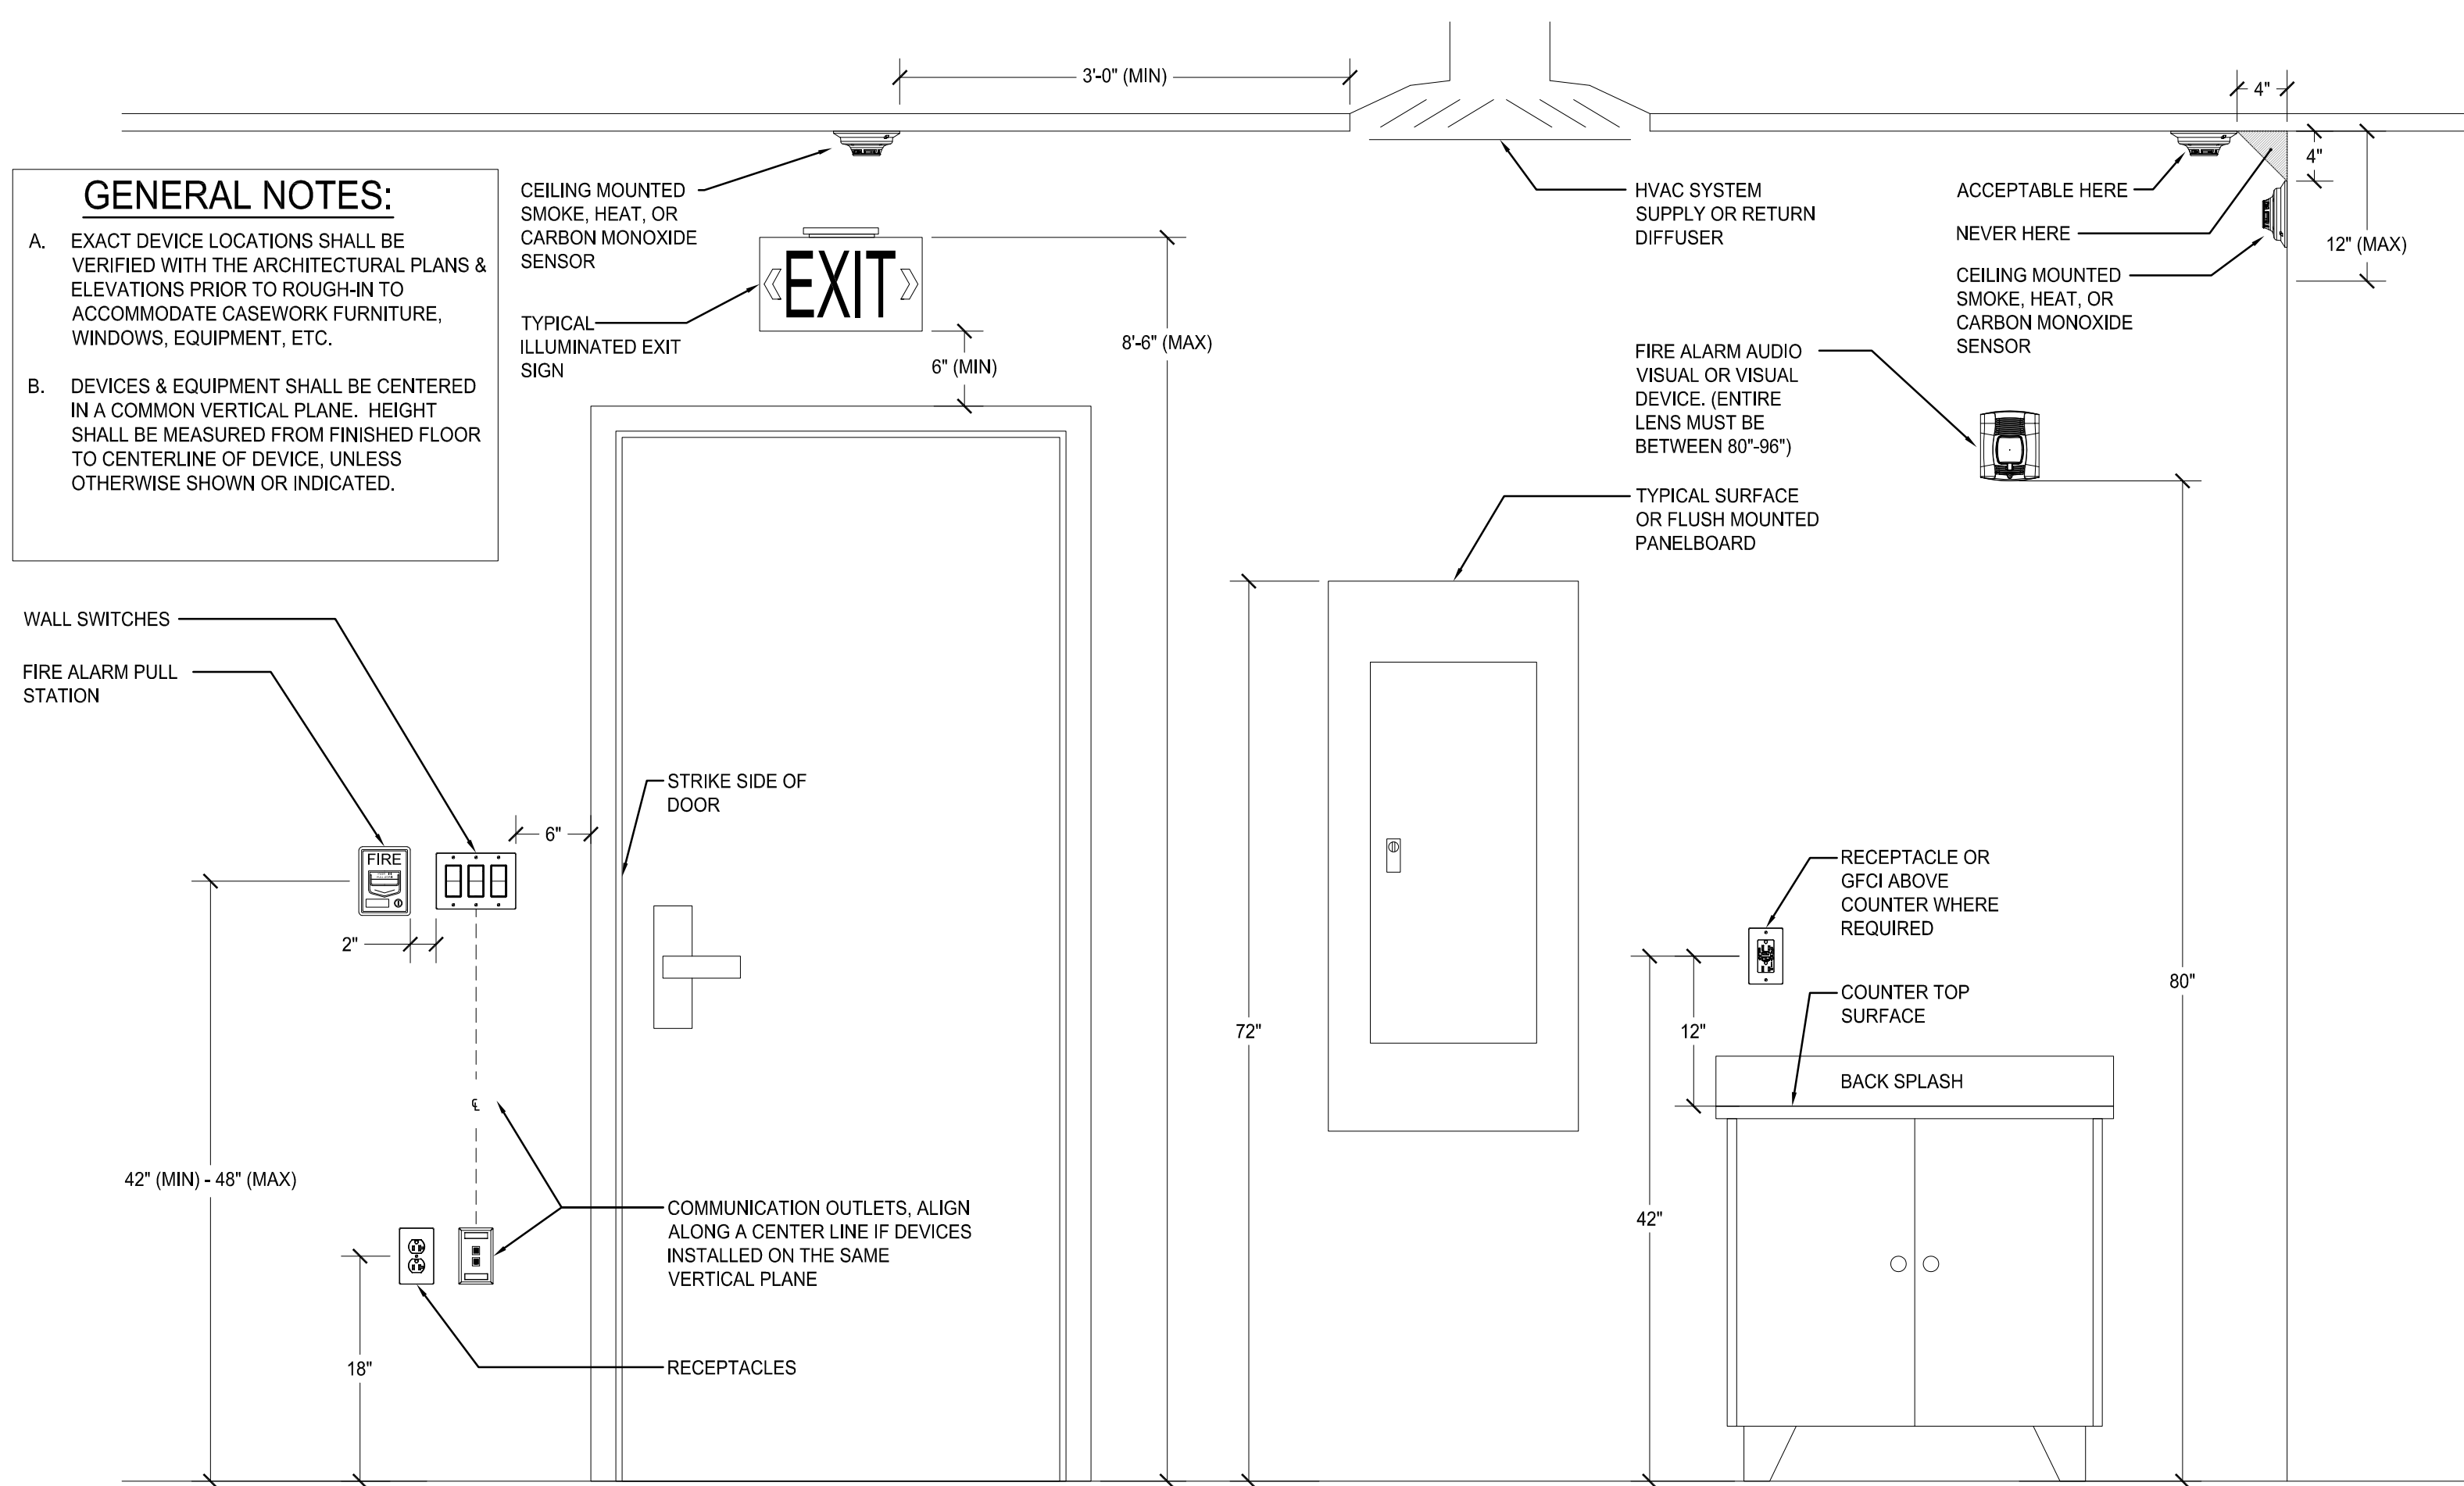 3'-0" (MIN)
4"
4"
12" (MAX)
GENERAL NOTES:
A. EXACT DEVICE LOCATIONS SHALL BE
VERIFIED WITH THE ARCHITECTURAL PLANS &
ELEVATIONS PRIOR TO ROUGH-IN TO
ACCOMMODATE CASEWORK FURNITURE,
WINDOWS, EQUIPMENT, ETC.
B. DEVICES & EQUIPMENT SHALL BE CENTERED
IN A COMMON VERTICAL PLANE. HEIGHT
SHALL BE MEASURED FROM FINISHED FLOOR
TO CENTERLINE OF DEVICE, UNLESS
OTHERWISE SHOWN OR INDICATED.
CEILING MOUNTED
SMOKE, HEAT, OR
CARBON MONOXIDE
SENSOR
TYPICAL
ILLUMINATED EXIT
SIGN
EXIT
6" (MIN)
8'-6" (MAX)
HVAC SYSTEM
SUPPLY OR RETURN
DIFFUSER
ACCEPTABLE HERE
NEVER HERE
CEILING MOUNTED
SMOKE, HEAT, OR
CARBON MONOXIDE
SENSOR
FIRE ALARM AUDIO
VISUAL OR VISUAL
DEVICE. (ENTIRE
LENS MUST BE
BETWEEN 80"-96")
TYPICAL SURFACE
OR FLUSH MOUNTED
PANELBOARD
WALL SWITCHES
FIRE ALARM PULL
STATION
STRIKE SIDE OF
DOOR
6"
FIRE
2"
RECEPTACLE OR
GFCI ABOVE
COUNTER WHERE
REQUIRED
COUNTER TOP
SURFACE
80"
72"
12"
BACK SPLASH
℄
42" (MIN) - 48" (MAX)
COMMUNICATION OUTLETS, ALIGN
ALONG A CENTER LINE IF DEVICES
INSTALLED ON THE SAME
VERTICAL PLANE
42"
18"
RECEPTACLES